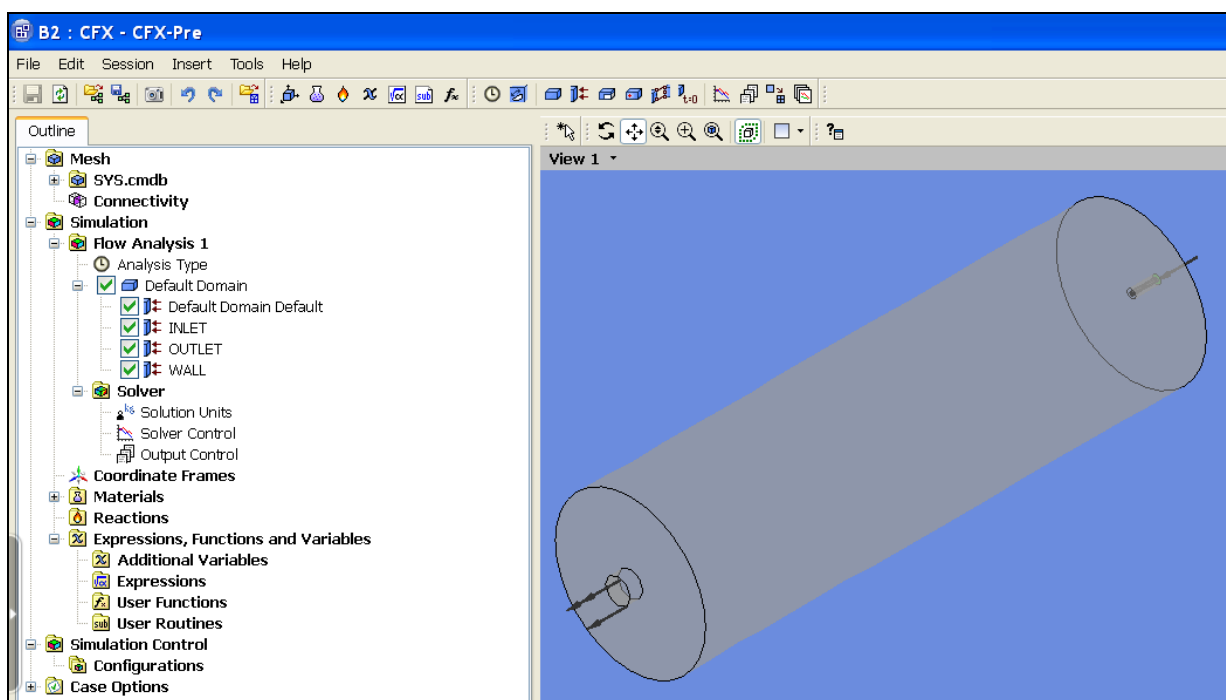 B2 : CFX - CFX-Pre
File Edit Session Insert Tools Help
Outline
View 1
Mesh
SYS.cmdb
Connectivity
Simulation
Flow Analysis 1
Analysis Type
Default Domain
Default Domain Default
INLET
OUTLET
WALL
Solver
Solution Units
Solver Control
Output Control
Coordinate Frames
Materials
Reactions
Expressions, Functions and Variables
Additional Variables
Expressions
User Functions
User Routines
Simulation Control
Configurations
Case Options